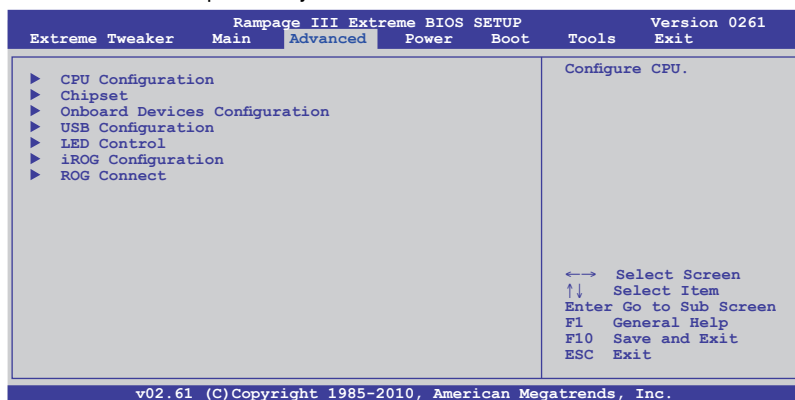 Rampage III Extreme BIOS SETUP Version 0261
Extreme Tweaker Main Advanced Power Boot Tools Exit
CPU Configuration
Chipset
Onboard Devices Configuration
USB Configuration
LED Control
iROG Configuration
ROG Connect
Configure CPU.
←→ Select Screen
↑↓ Select Item
Enter Go to Sub Screen
F1 General Help
F10 Save and Exit
ESC Exit
v02.61 (C)Copyright 1985-2010, American Megatrends, Inc.